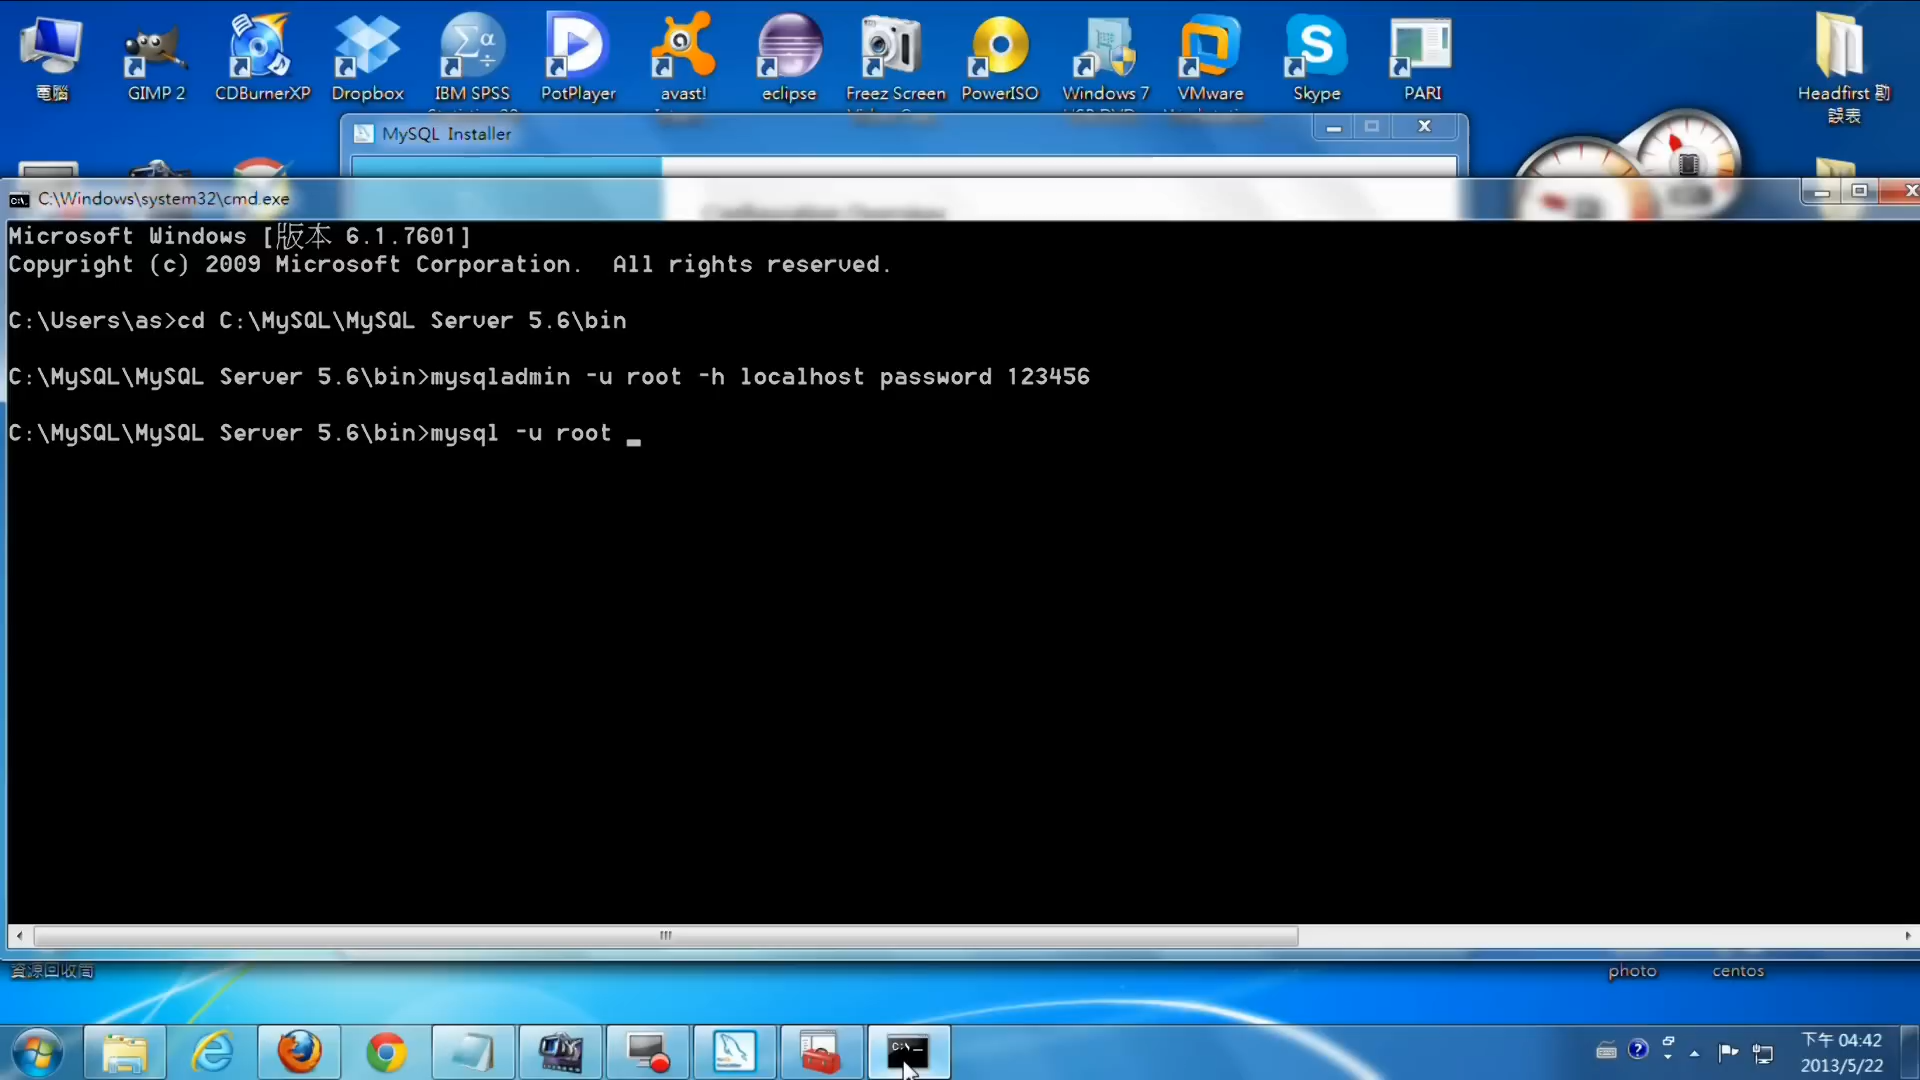 電腦
GIMP 2
CDBurnerXP
Dropbox
IBM SPSS
PotPlayer
avast!
eclipse
Freez Screen
PowerISO
Windows 7
VMware
Skype
PARI
Headfirst 勘
誤表
MySQL Installer
C:\Windows\system32\cmd.exe
Microsoft Windows [版本 6.1.7601]
Copyright (c) 2009 Microsoft Corporation.  All rights reserved.
C:\Users\as>cd C:\MySQL\MySQL Server 5.6\bin
C:\MySQL\MySQL Server 5.6\bin>mysqladmin -u root -h localhost password 123456
C:\MySQL\MySQL Server 5.6\bin>mysql -u root _
資源回收筒
photo
centos
下午 04:42
2013/5/22